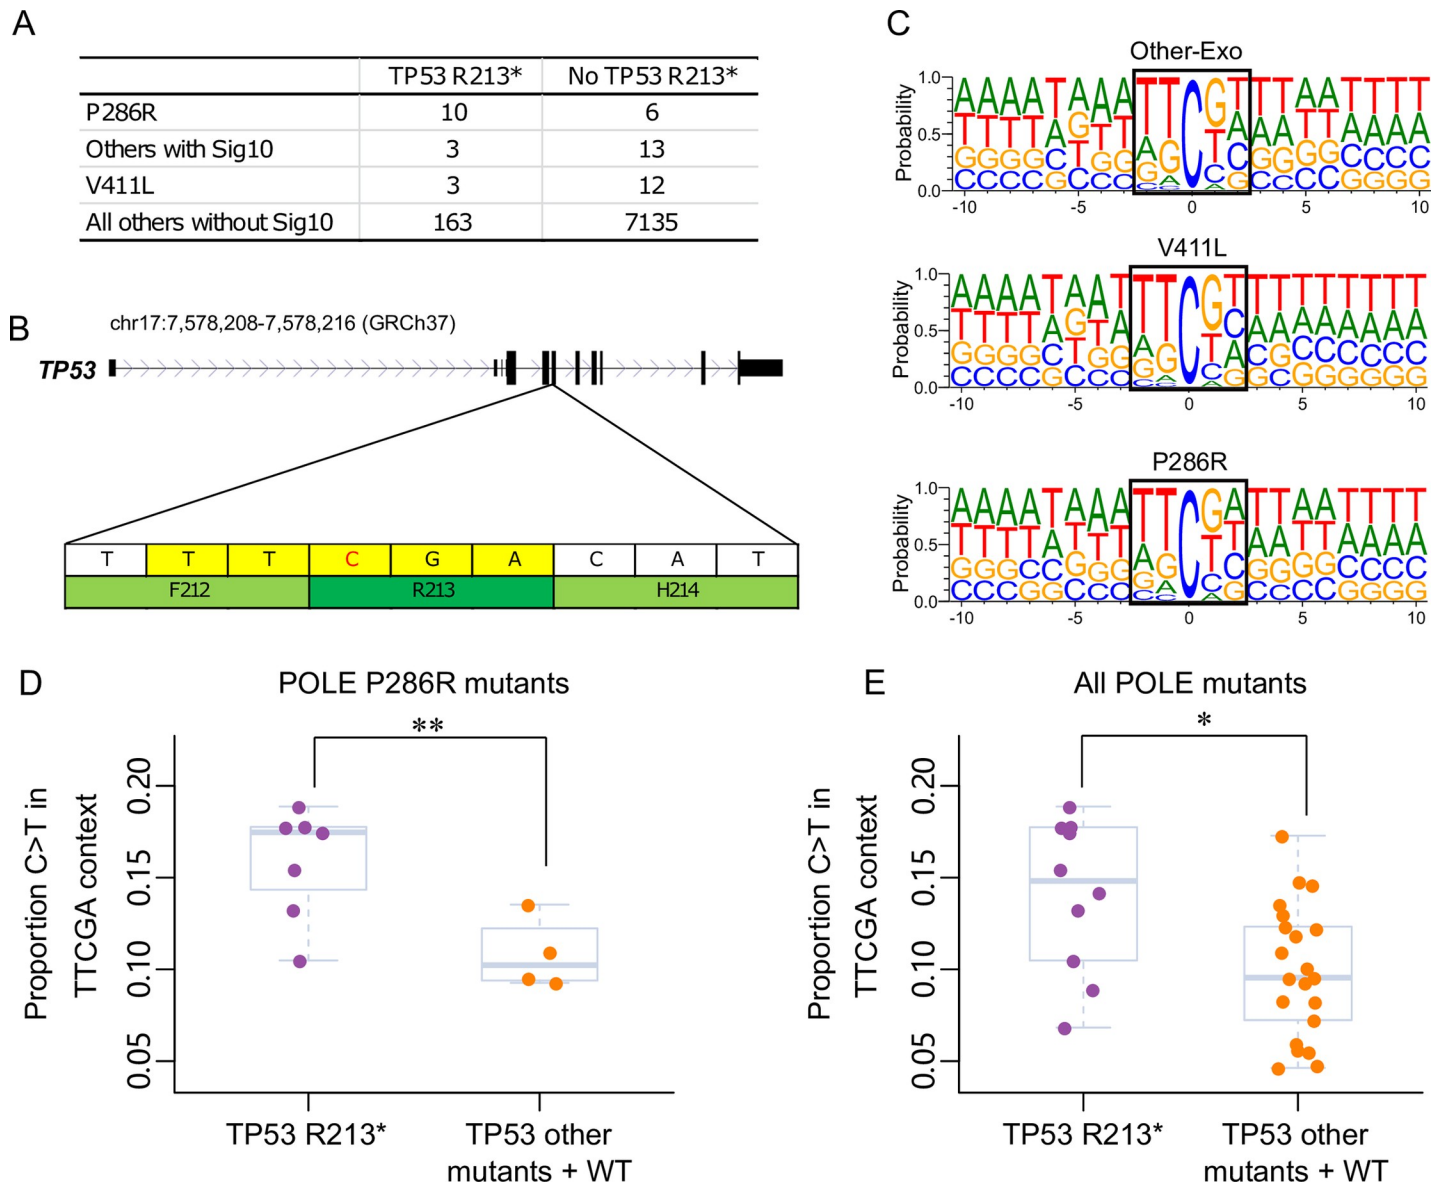 A
TP53 R213* No TP53 R213*
P286R 10 6
Others with Sig10 3 13
V411L 3 12
All others without Sig10 163 7135
B
chr17:7,578,208-7,578,216 (GRCh37)
TP53
T T T C G A C A T
F212 R213 H214
C
Other-Exo
Probability
1.0
0.5
0.0
-10 -5 0 5 10
V411L
Probability
1.0
0.5
0.0
-10 -5 0 5 10
P286R
Probability
1.0
0.5
0.0
-10 -5 0 5 10
D
POLE P286R mutants
**
Proportion C>T in
TTCGA context
0.20
0.15
0.10
0.05
TP53 R213*
TP53 other
mutants + WT
E
All POLE mutants
*
Proportion C>T in
TTCGA context
0.20
0.15
0.10
0.05
TP53 R213*
TP53 other
mutants + WT